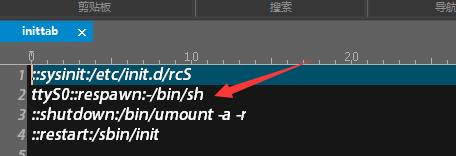 剪贴板 搜索 导航
inittab ×
0 10 20
1 ::sysinit:/etc/init.d/rcS
2 ttyS0::respawn:-/bin/sh
3 ::shutdown:/bin/umount -a -r
4 ::restart:/sbin/init